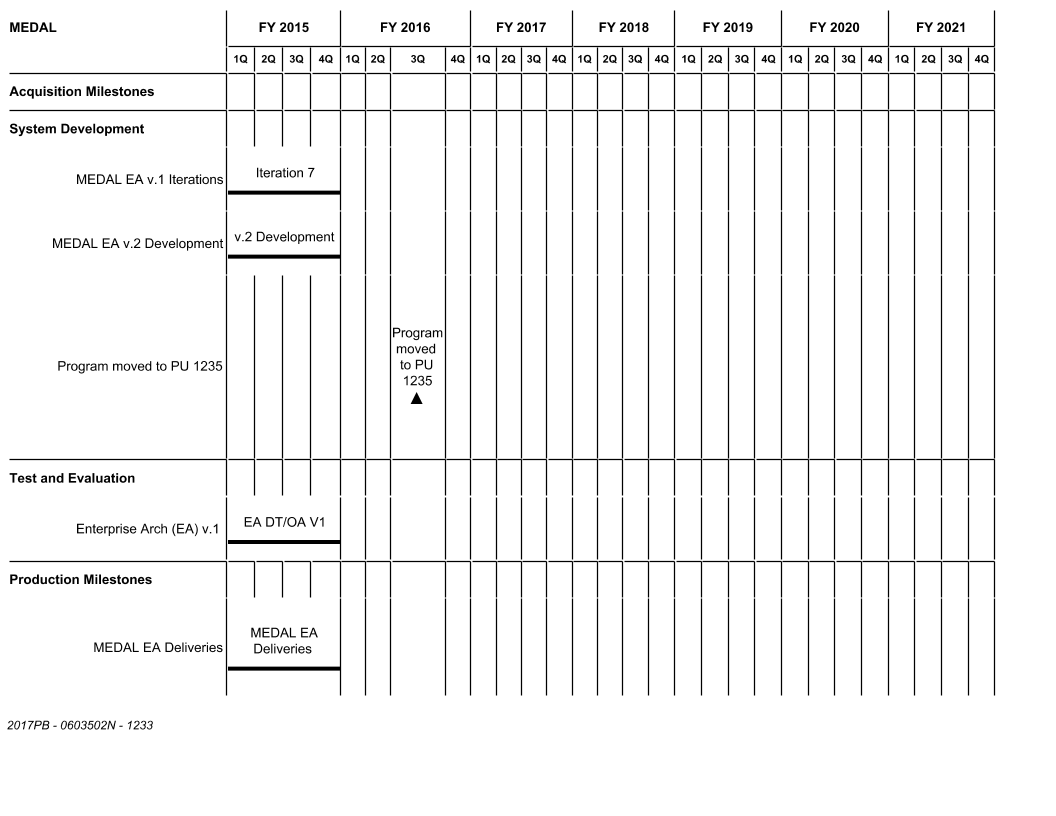 MEDAL FY 2015 FY 2016 FY 2017 FY 2018 FY 2019 FY 2020 FY 2021
1Q 2Q 3Q 4Q 1Q 2Q 3Q 4Q 1Q 2Q 3Q 4Q 1Q 2Q 3Q 4Q 1Q 2Q 3Q 4Q 1Q 2Q 3Q 4Q 1Q 2Q 3Q 4Q
Acquisition Milestones
System Development
Iteration 7
MEDAL EA v.1 Iterations
v.2 Development
MEDAL EA v.2 Development
Program
moved
to PU
1235
Program moved to PU 1235
Test and Evaluation
EA DT/OA V1
Enterprise Arch (EA) v.1
Production Milestones
MEDAL EA
Deliveries
MEDAL EA Deliveries
2017PB - 0603502N - 1233